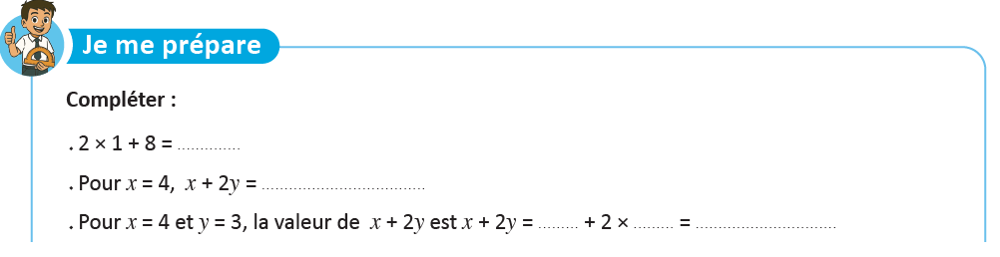 Je me prépare
Compléter :
. 2 × 1 + 8 = ..............
. Pour x = 4, x + 2y = ....................................
. Pour x = 4 et y = 3, la valeur de x + 2y est x + 2y = ......... + 2 × ......... = ...............................